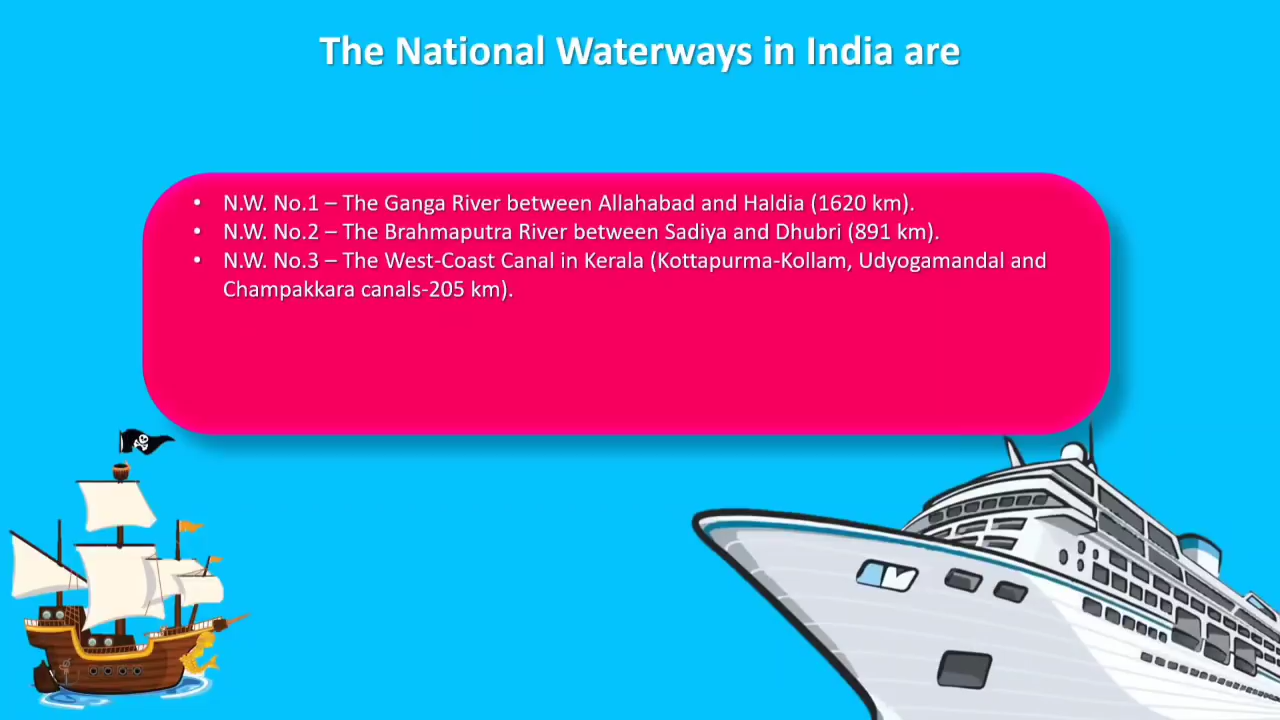 The National Waterways in India are
• N.W. No.1 – The Ganga River between Allahabad and Haldia (1620 km).
• N.W. No.2 – The Brahmaputra River between Sadiya and Dhubri (891 km).
• N.W. No.3 – The West-Coast Canal in Kerala (Kottapurma-Kollam, Udyogamandal and
Champakkara canals-205 km).